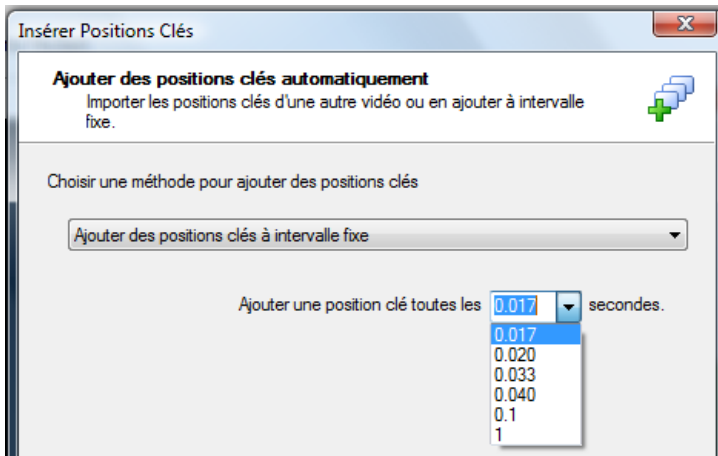 Insérer Positions Clés
Ajouter des positions clés automatiquement
Importer les positions clés d'une autre vidéo ou en ajouter à intervalle
fixe.
Choisir une méthode pour ajouter des positions clés
Ajouter des positions clés à intervalle fixe
Ajouter une position clé toutes les 0.017 secondes.
0.017
0.020
0.033
0.040
0.1
1